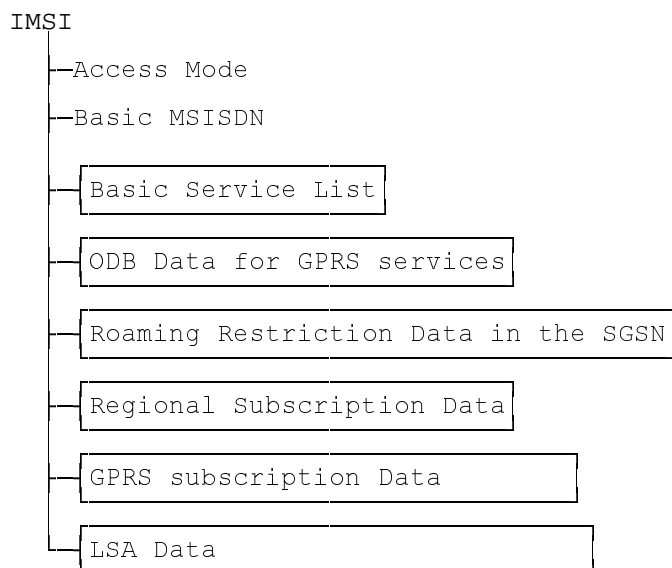 IMSI
Access Mode
Basic MSISDN
Basic Service List
ODB Data for GPRS services
Roaming Restriction Data in the SGSN
Regional Subscription Data
GPRS subscription Data
LSA Data